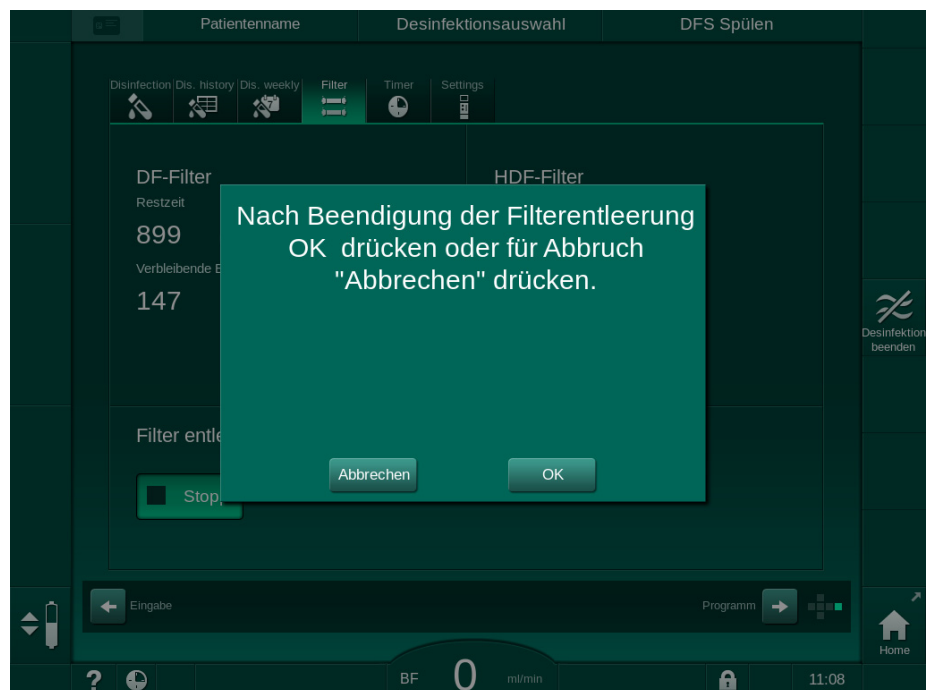 Patientenname
Desinfektionsauswahl
DFS Spülen
Disinfection
Dis. history
Dis. weekly
Filter
Timer
Settings
DF-Filter
HDF-Filter
Restzeit
899
Verbleibende
147
Nach Beendigung der Filterentleerung
OK drücken oder für Abbruch
"Abbrechen" drücken.
Abbrechen
OK
Filter
Desinfektion
beenden
Eingabe
Programm
Home
?
BF
0
ml/min
11:08